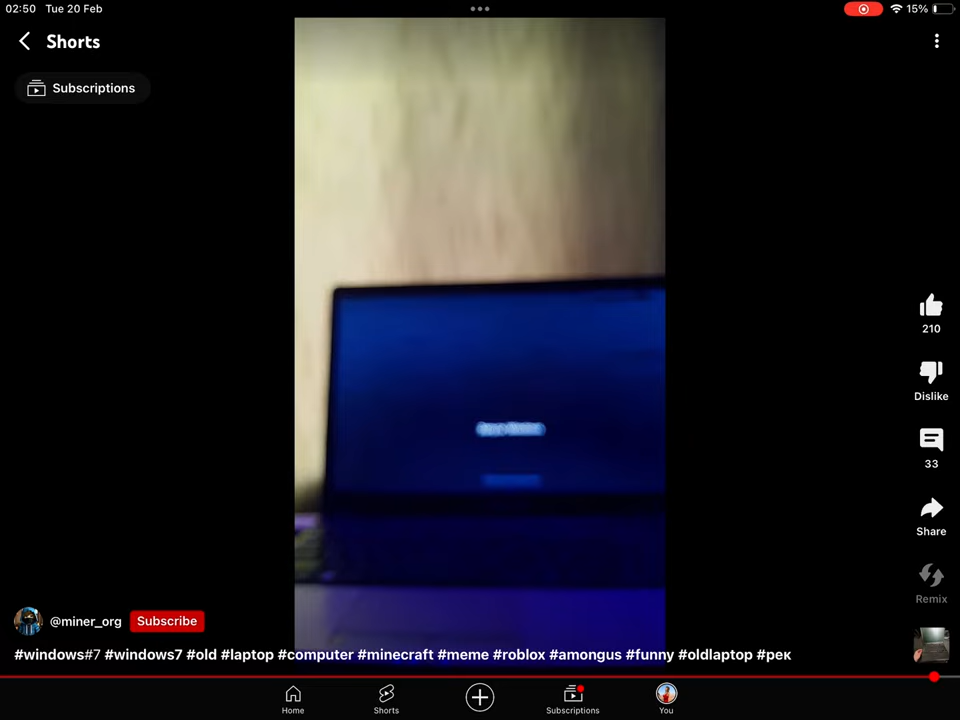 02:50 Tue 20 Feb
15%
Shorts
Subscriptions
210
Dislike
33
Share
Remix
@miner_org Subscribe
#windows#7 #windows7 #old #laptop #computer #minecraft #meme #roblox #amongus #funny #oldlaptop #рек
Home Shorts Subscriptions You